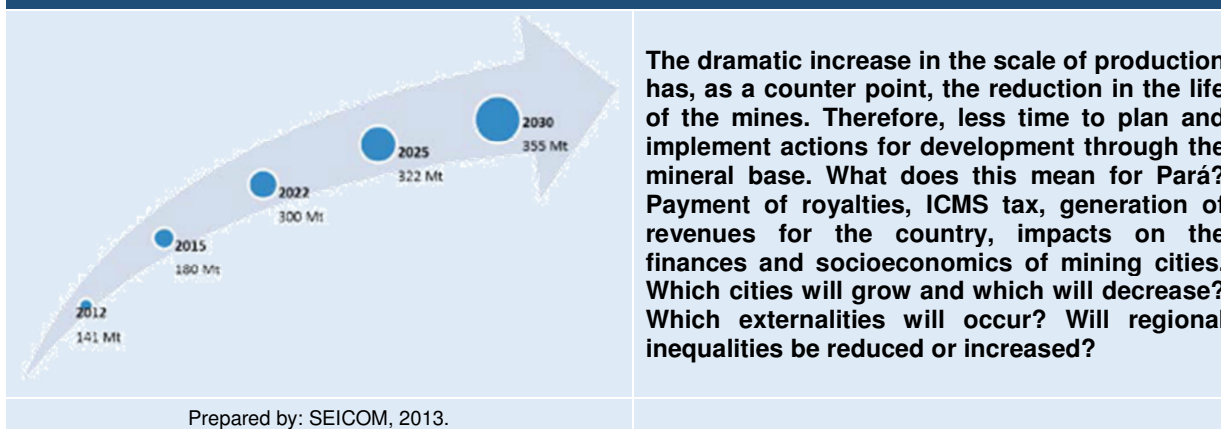 2030
355 Mt
2025
322 Mt
2022
300 Mt
2015
180 Mt
2012
141 Mt
Prepared by: SEICOM, 2013.
The dramatic increase in the scale of production
has, as a counter point, the reduction in the life
of the mines. Therefore, less time to plan and
implement actions for development through the
mineral base. What does this mean for Pará?
Payment of royalties, ICMS tax, generation of
revenues for the country, impacts on the
finances and socioeconomics of mining cities.
Which cities will grow and which will decrease?
Which externalities will occur? Will regional
inequalities be reduced or increased?